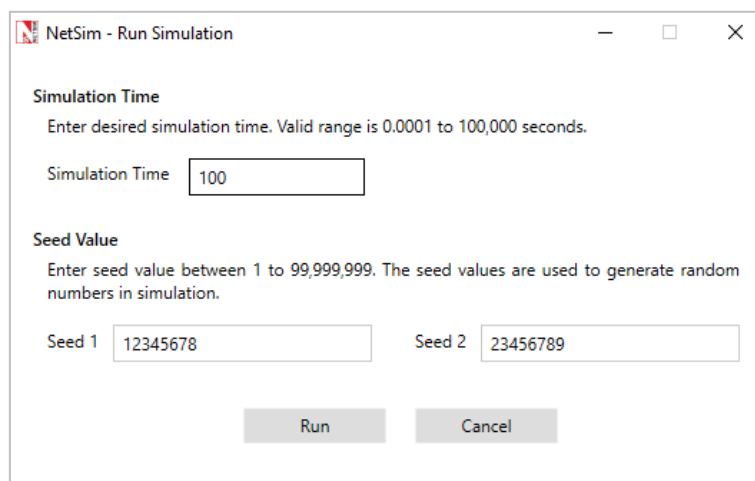 NetSim - Run Simulation
Simulation Time
Enter desired simulation time. Valid range is 0.0001 to 100,000 seconds.
Simulation Time 100
Seed Value
Enter seed value between 1 to 99,999,999. The seed values are used to generate random
numbers in simulation.
Seed 1 12345678 Seed 2 23456789
Run Cancel